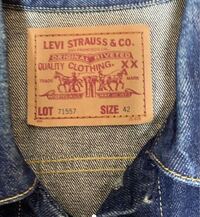 LEVI STRAUSS & CO.
ORIGINAL RIVETED
QUALITY CLOTHING
XX
TRADE MARK
LOT 71557 SIZE 42